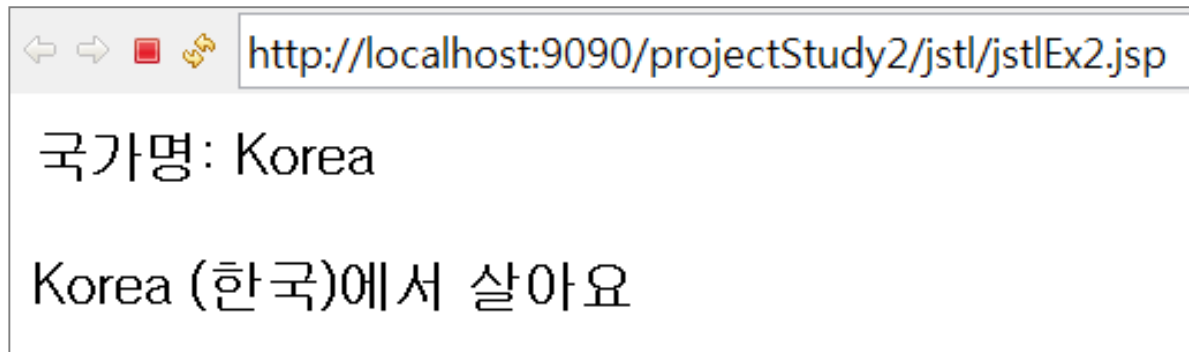 http://localhost:9090/projectStudy2/jstl/jstlEx2.jsp
국가명: Korea
Korea (한국)에서 살아요